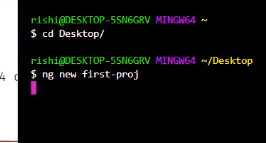 rishi@DESKTOP-5SN6GRV MINGW64 ~
$ cd Desktop/
rishi@DESKTOP-5SN6GRV MINGW64 ~/Desktop
$ ng new first-proj